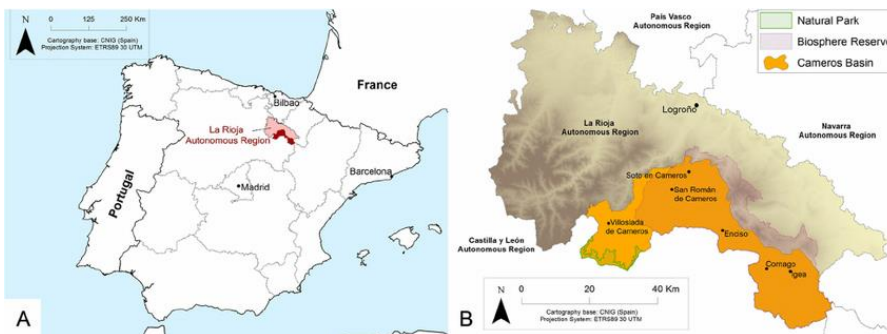 N
0
125
250 Km
Cartography base: CNIG (Spain)
Projection System: ETRS89 30 UTM
France
Bilbao
La Rioja
Autonomous Region
Barcelona
Madrid
Portugal
A
País Vasco
Autonomous Region
Natural Park
Biosphere Reserve
Cameros Basin
Logroño
La Rioja
Autonomous Region
Navarra
Autonomous Region
Soto en Cameros
San Román
de Cameros
Villoslada
de Cameros
Enciso
Castilla y León
Autonomous Region
Cornago
Igea
N
0
20
40 Km
Cartography base: CNIG (Spain)
Projection System: ETRS89 30 UTM
B